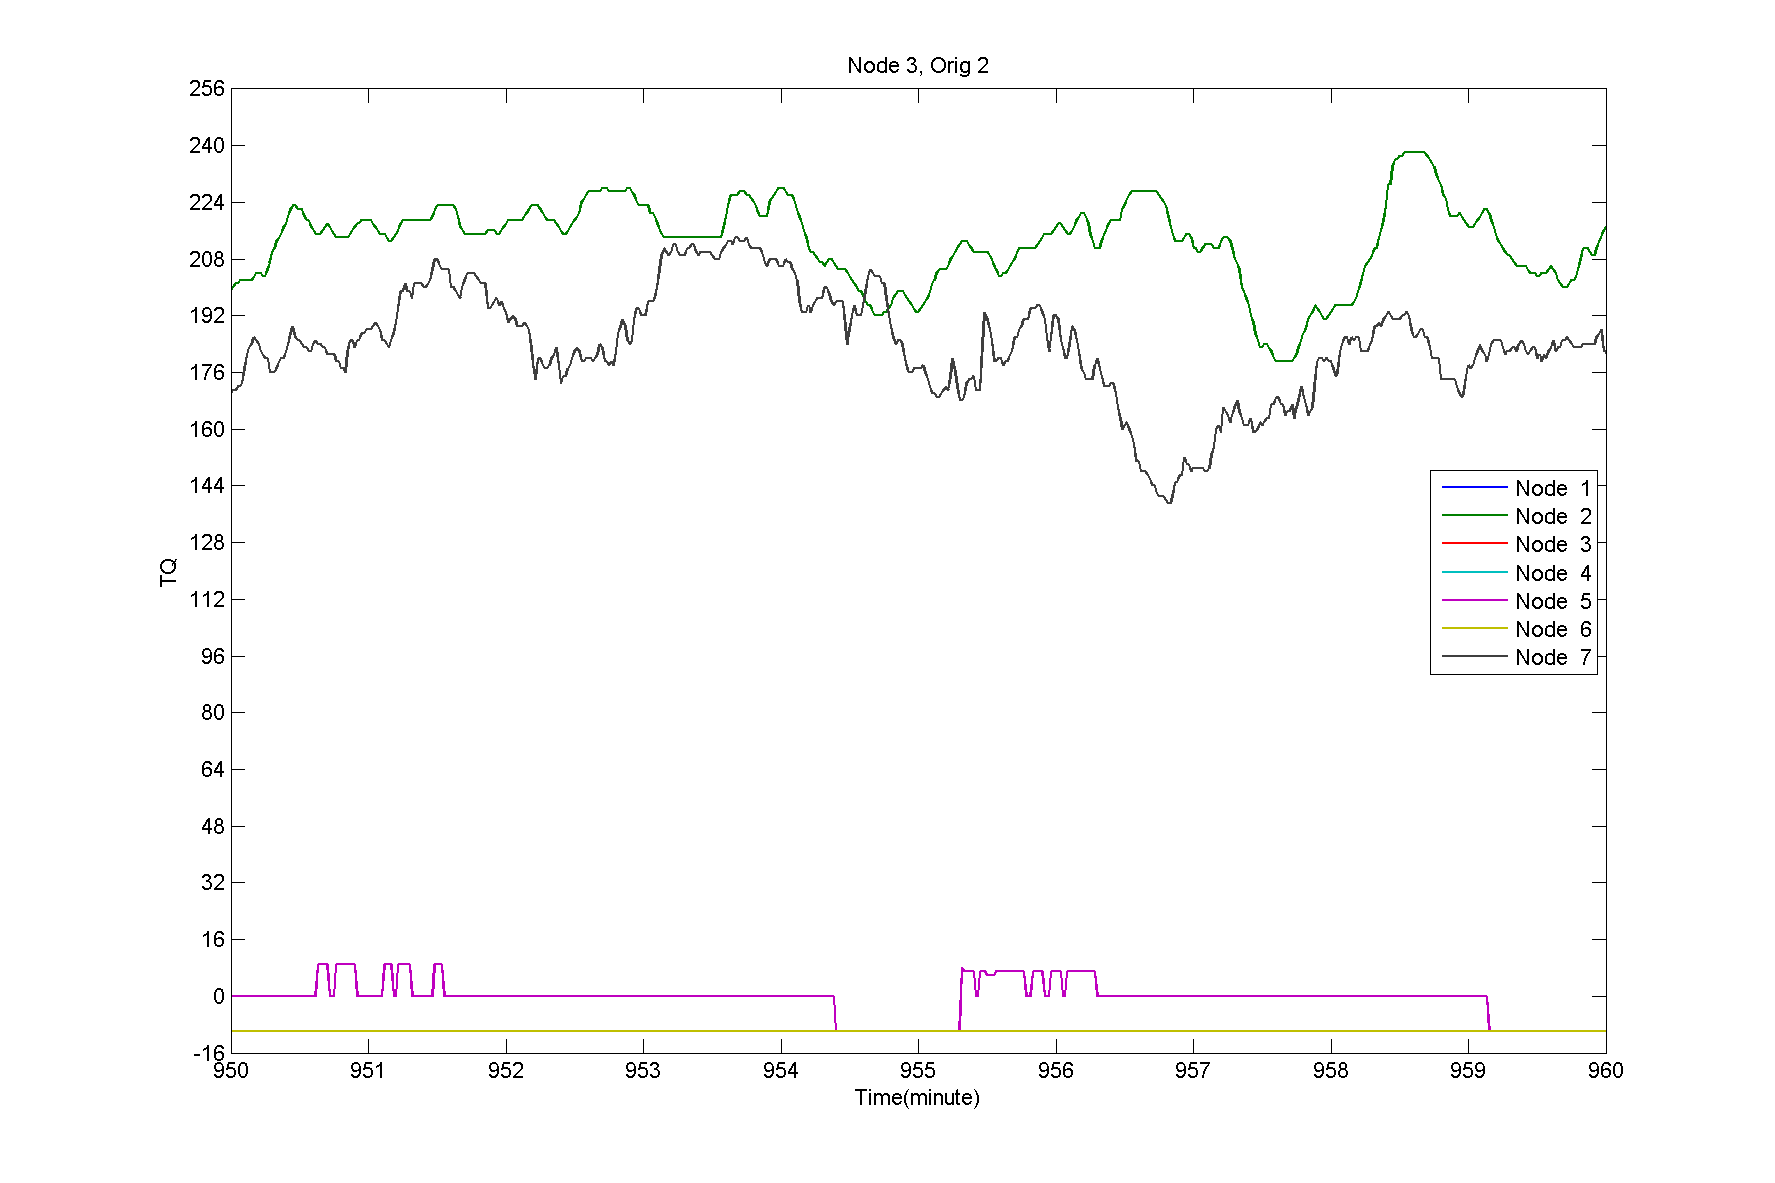 Node 3, Orig 2
256
240
224
208
192
176
160
144
128
112
96
80
64
48
32
16
0
-16
TQ
Node 1
Node 2
Node 3
Node 4
Node 5
Node 6
Node 7
950 951 952 953 954 955 956 957 958 959 960
Time(minute)